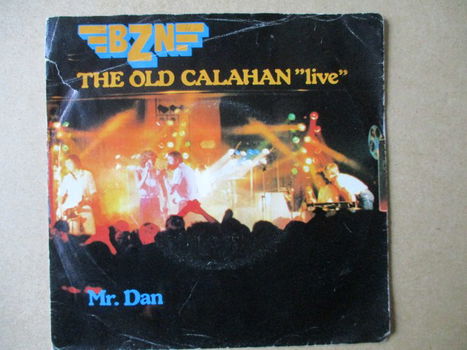 BZN
THE OLD CALAHAN "live"
Mr. Dan